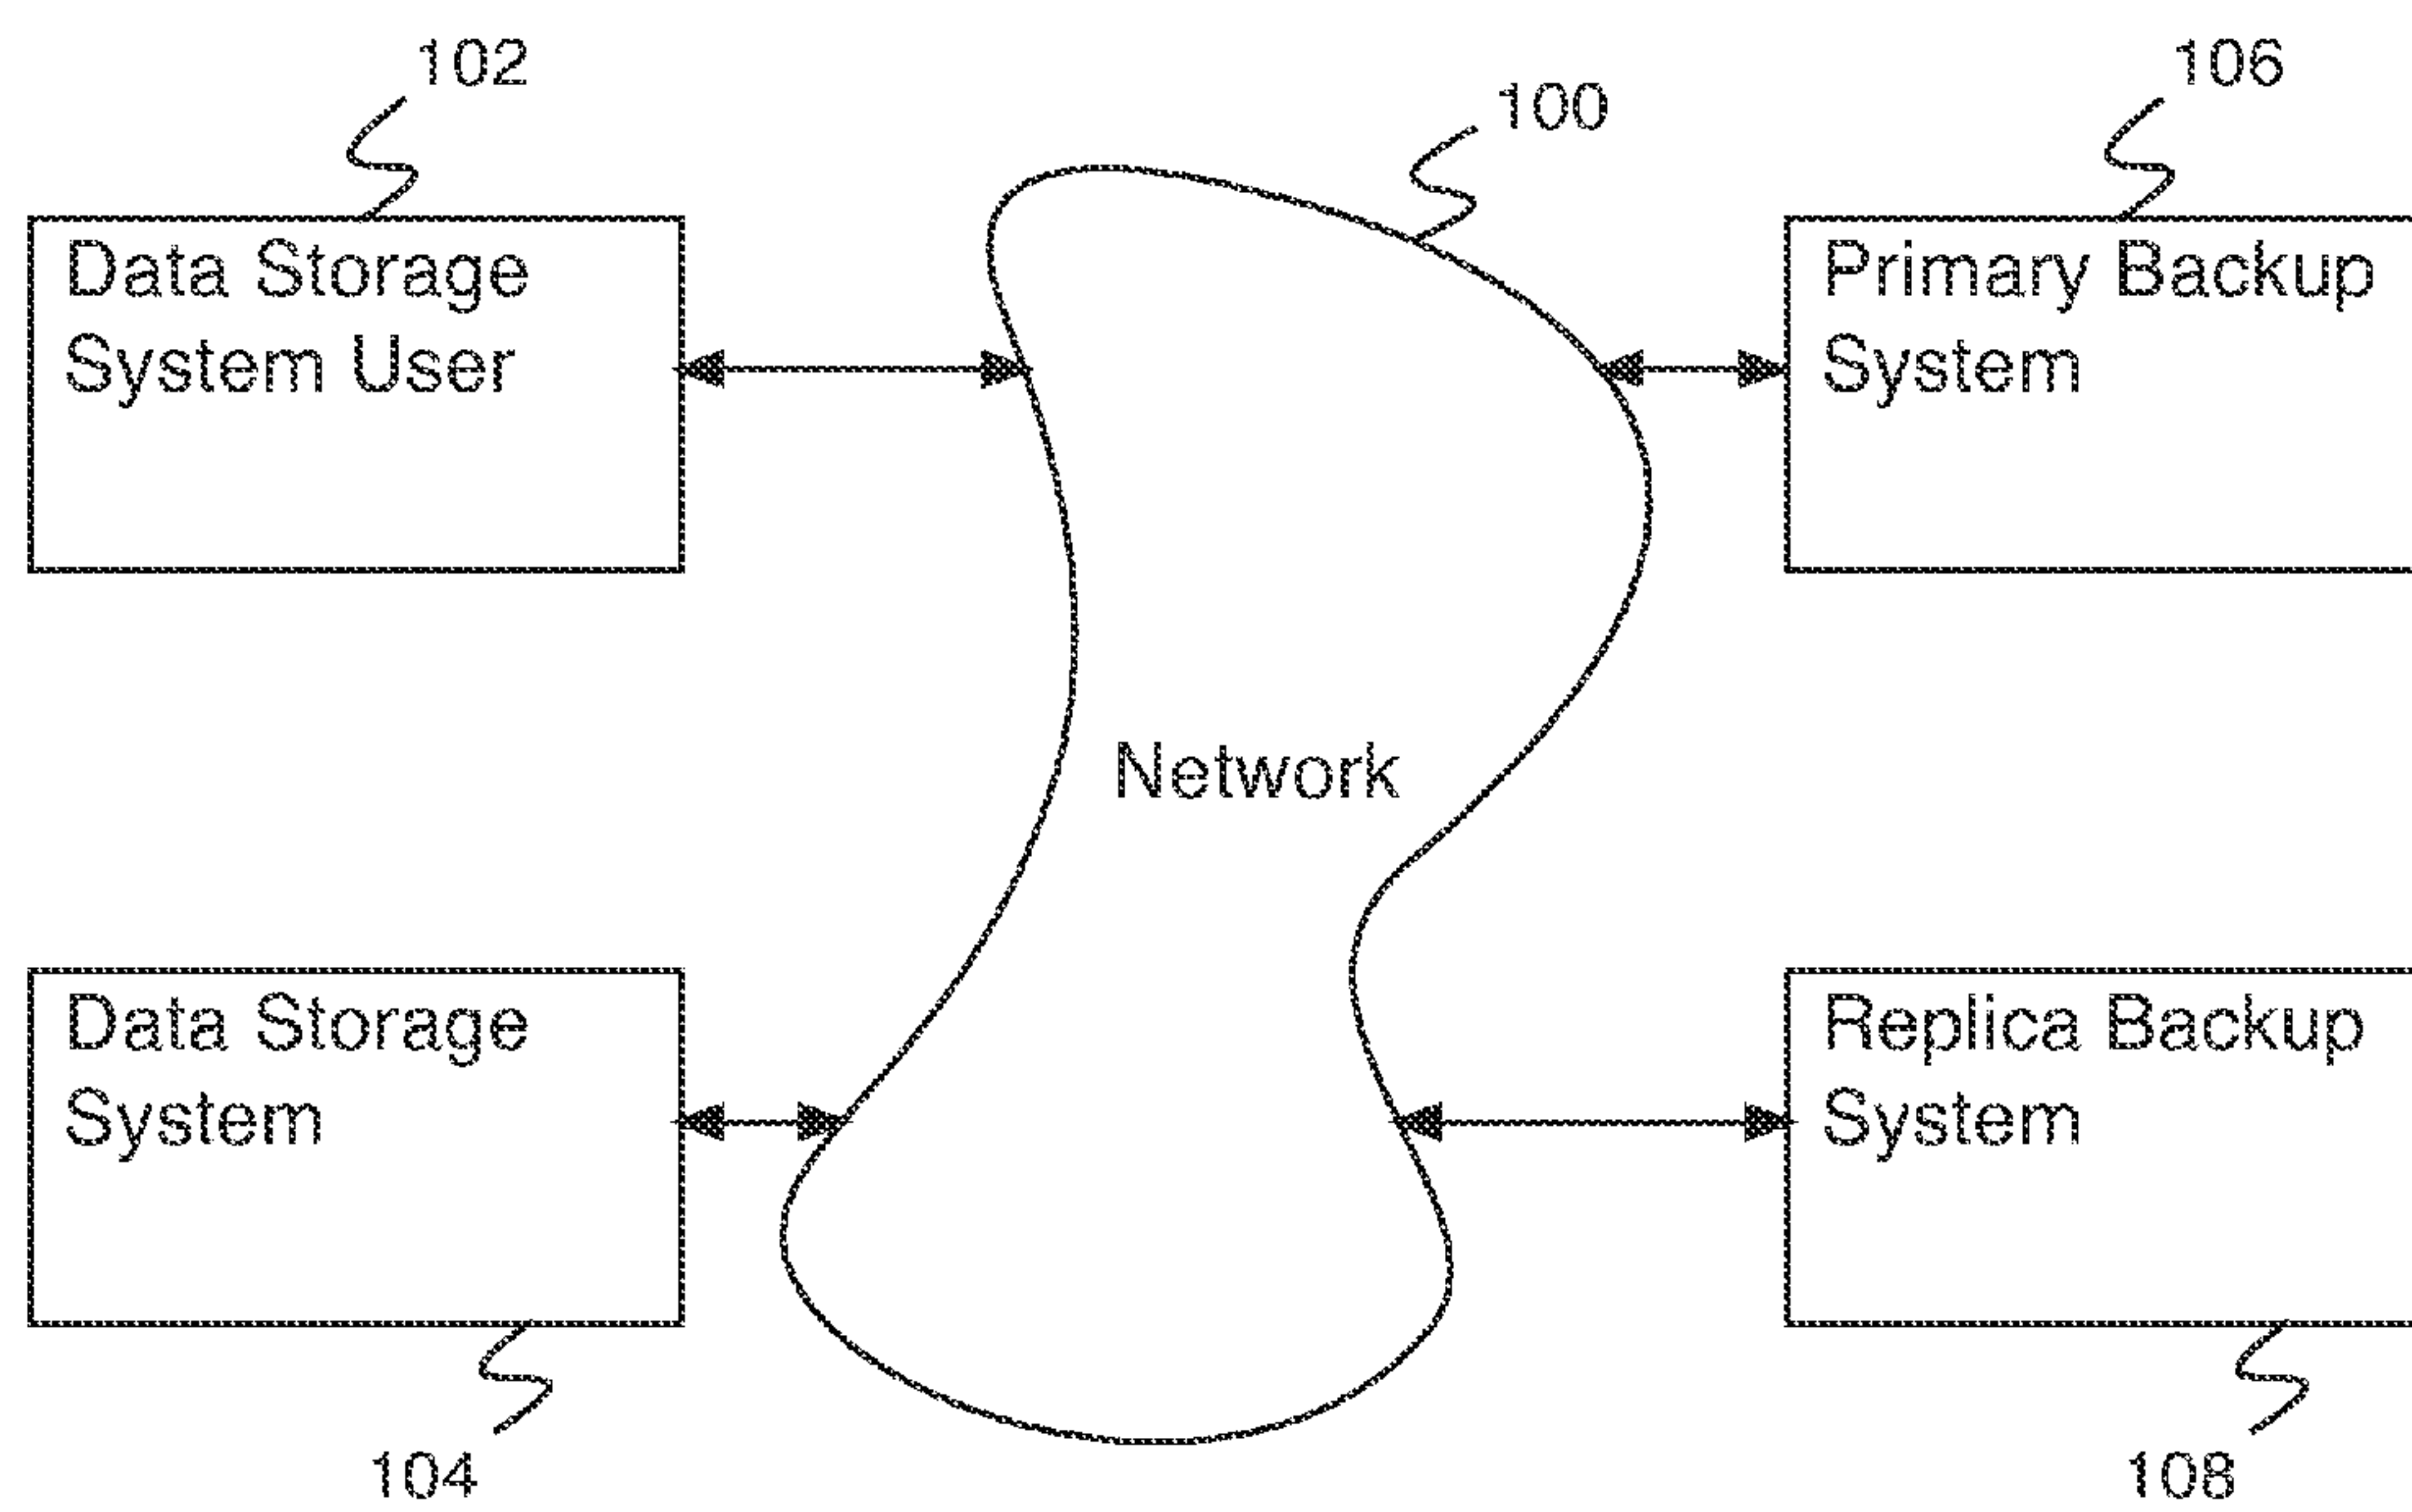 102
100
106
Data Storage
System User
Primary Backup
System
Network
Data Storage
System
Replica Backup
System
104
108